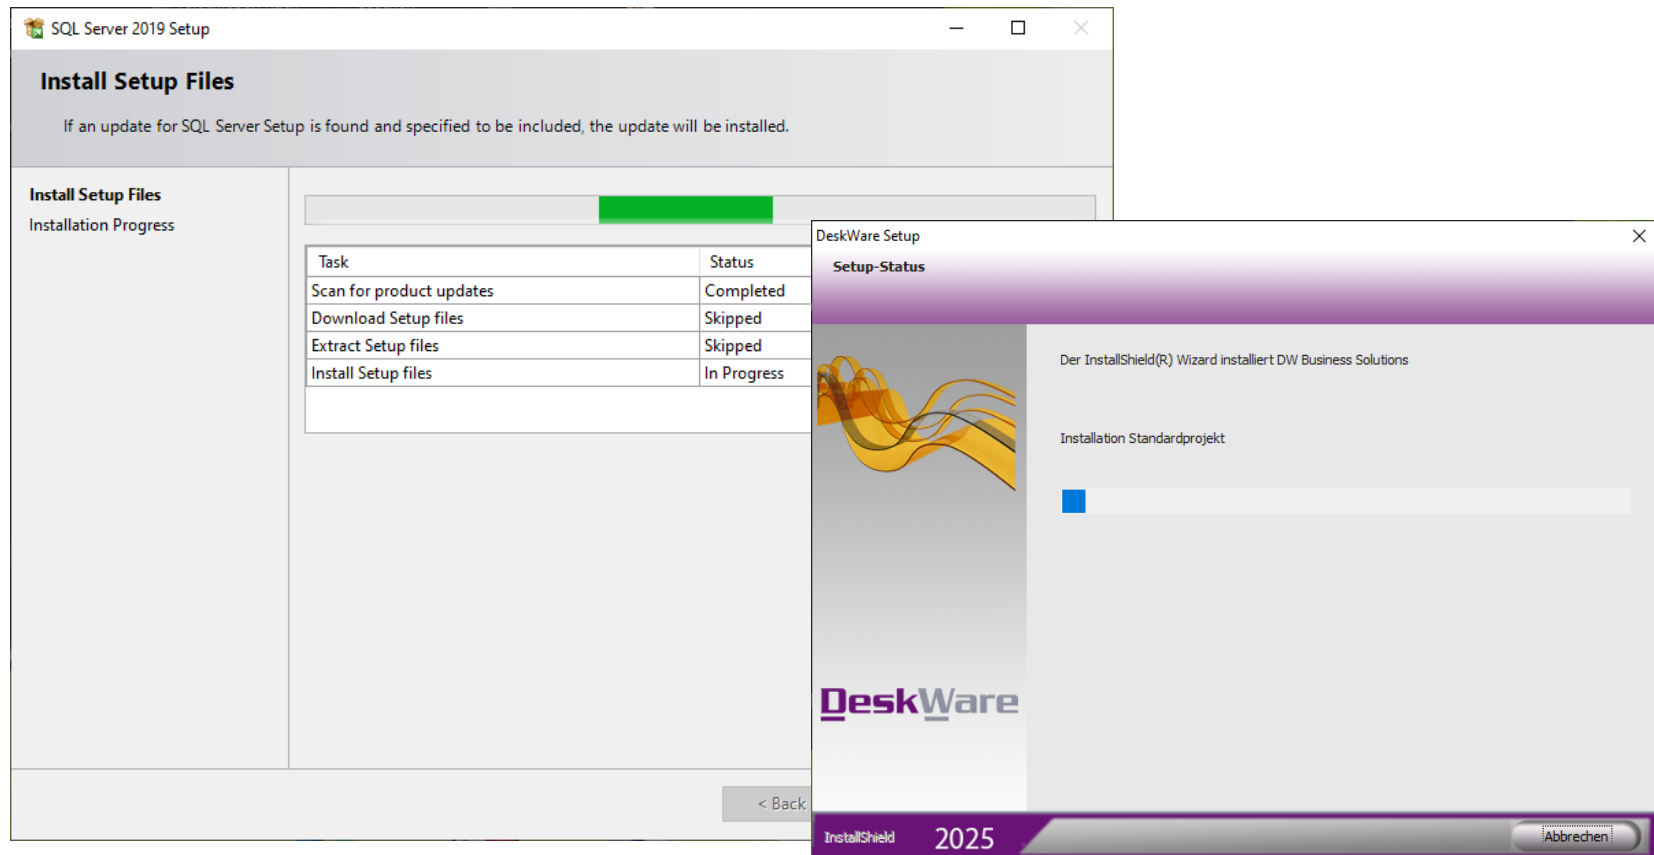 SQL Server 2019 Setup
Install Setup Files
If an update for SQL Server Setup is found and specified to be included, the update will be installed.
Install Setup Files
Installation Progress
Task Status
Scan for product updates Completed
Download Setup files Skipped
Extract Setup files Skipped
Install Setup files In Progress
< Back
DeskWare Setup
Setup-Status
Der InstallShield(R) Wizard installiert DW Business Solutions
Installation Standardprojekt
DeskWare
InstallShield 2025
Abbrechen